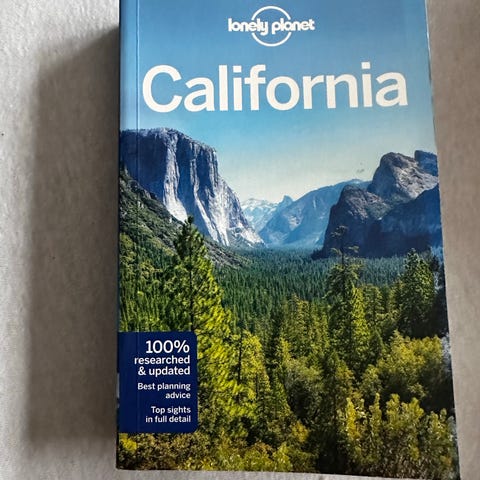 lonely planet
California
100%
researched
& updated
Best planning
advice
Top sights
in full detail